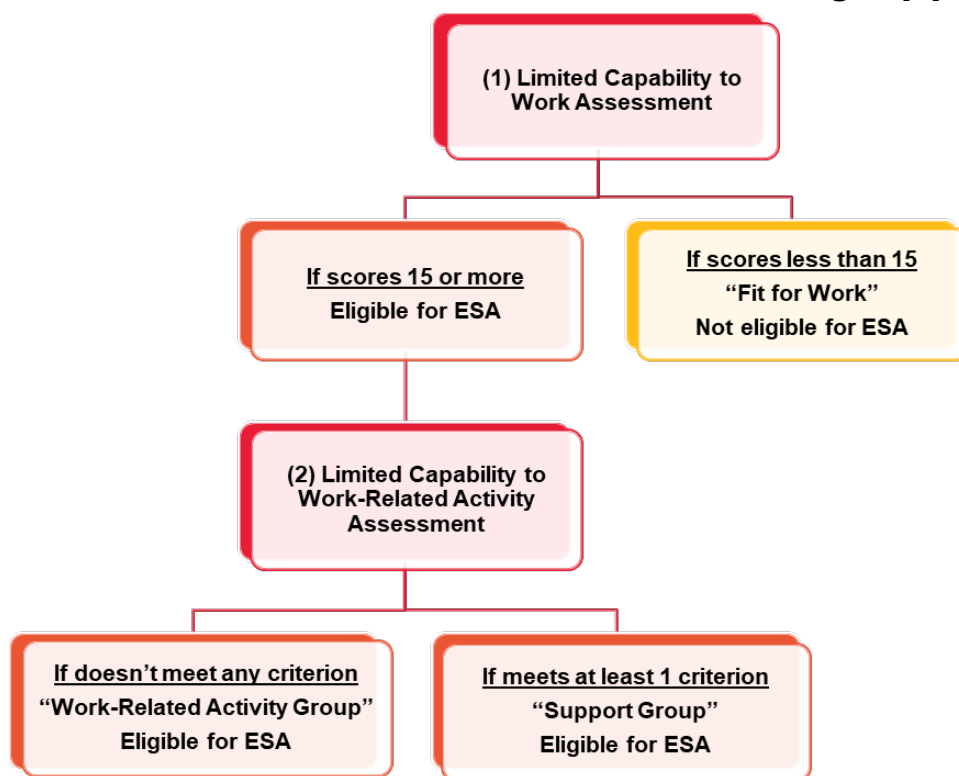 (1) Limited Capability to
Work Assessment
If scores 15 or more
Eligible for ESA
If scores less than 15
“Fit for Work”
Not eligible for ESA
(2) Limited Capability to
Work-Related Activity
Assessment
If doesn’t meet any criterion
“Work-Related Activity Group”
Eligible for ESA
If meets at least 1 criterion
“Support Group”
Eligible for ESA